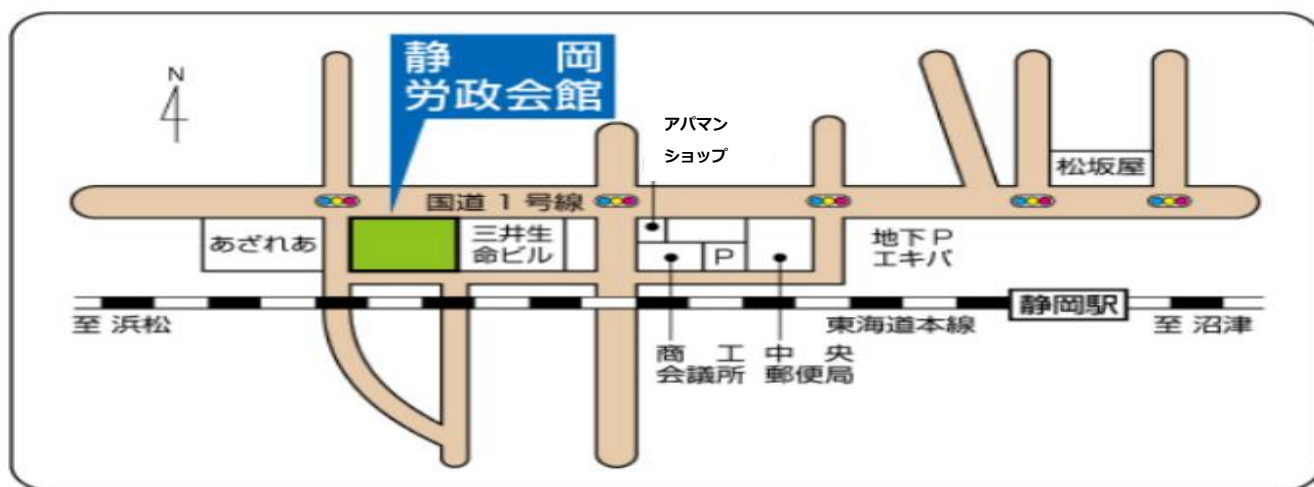 静岡
労政会館
N
アパマン
ショップ
松坂屋
国道1号線
あざれあ
三井生
命ビル
P
地下P
エキパ
静岡駅
至 浜松
東海道本線
至 沼津
商工
会議所
中央
郵便局